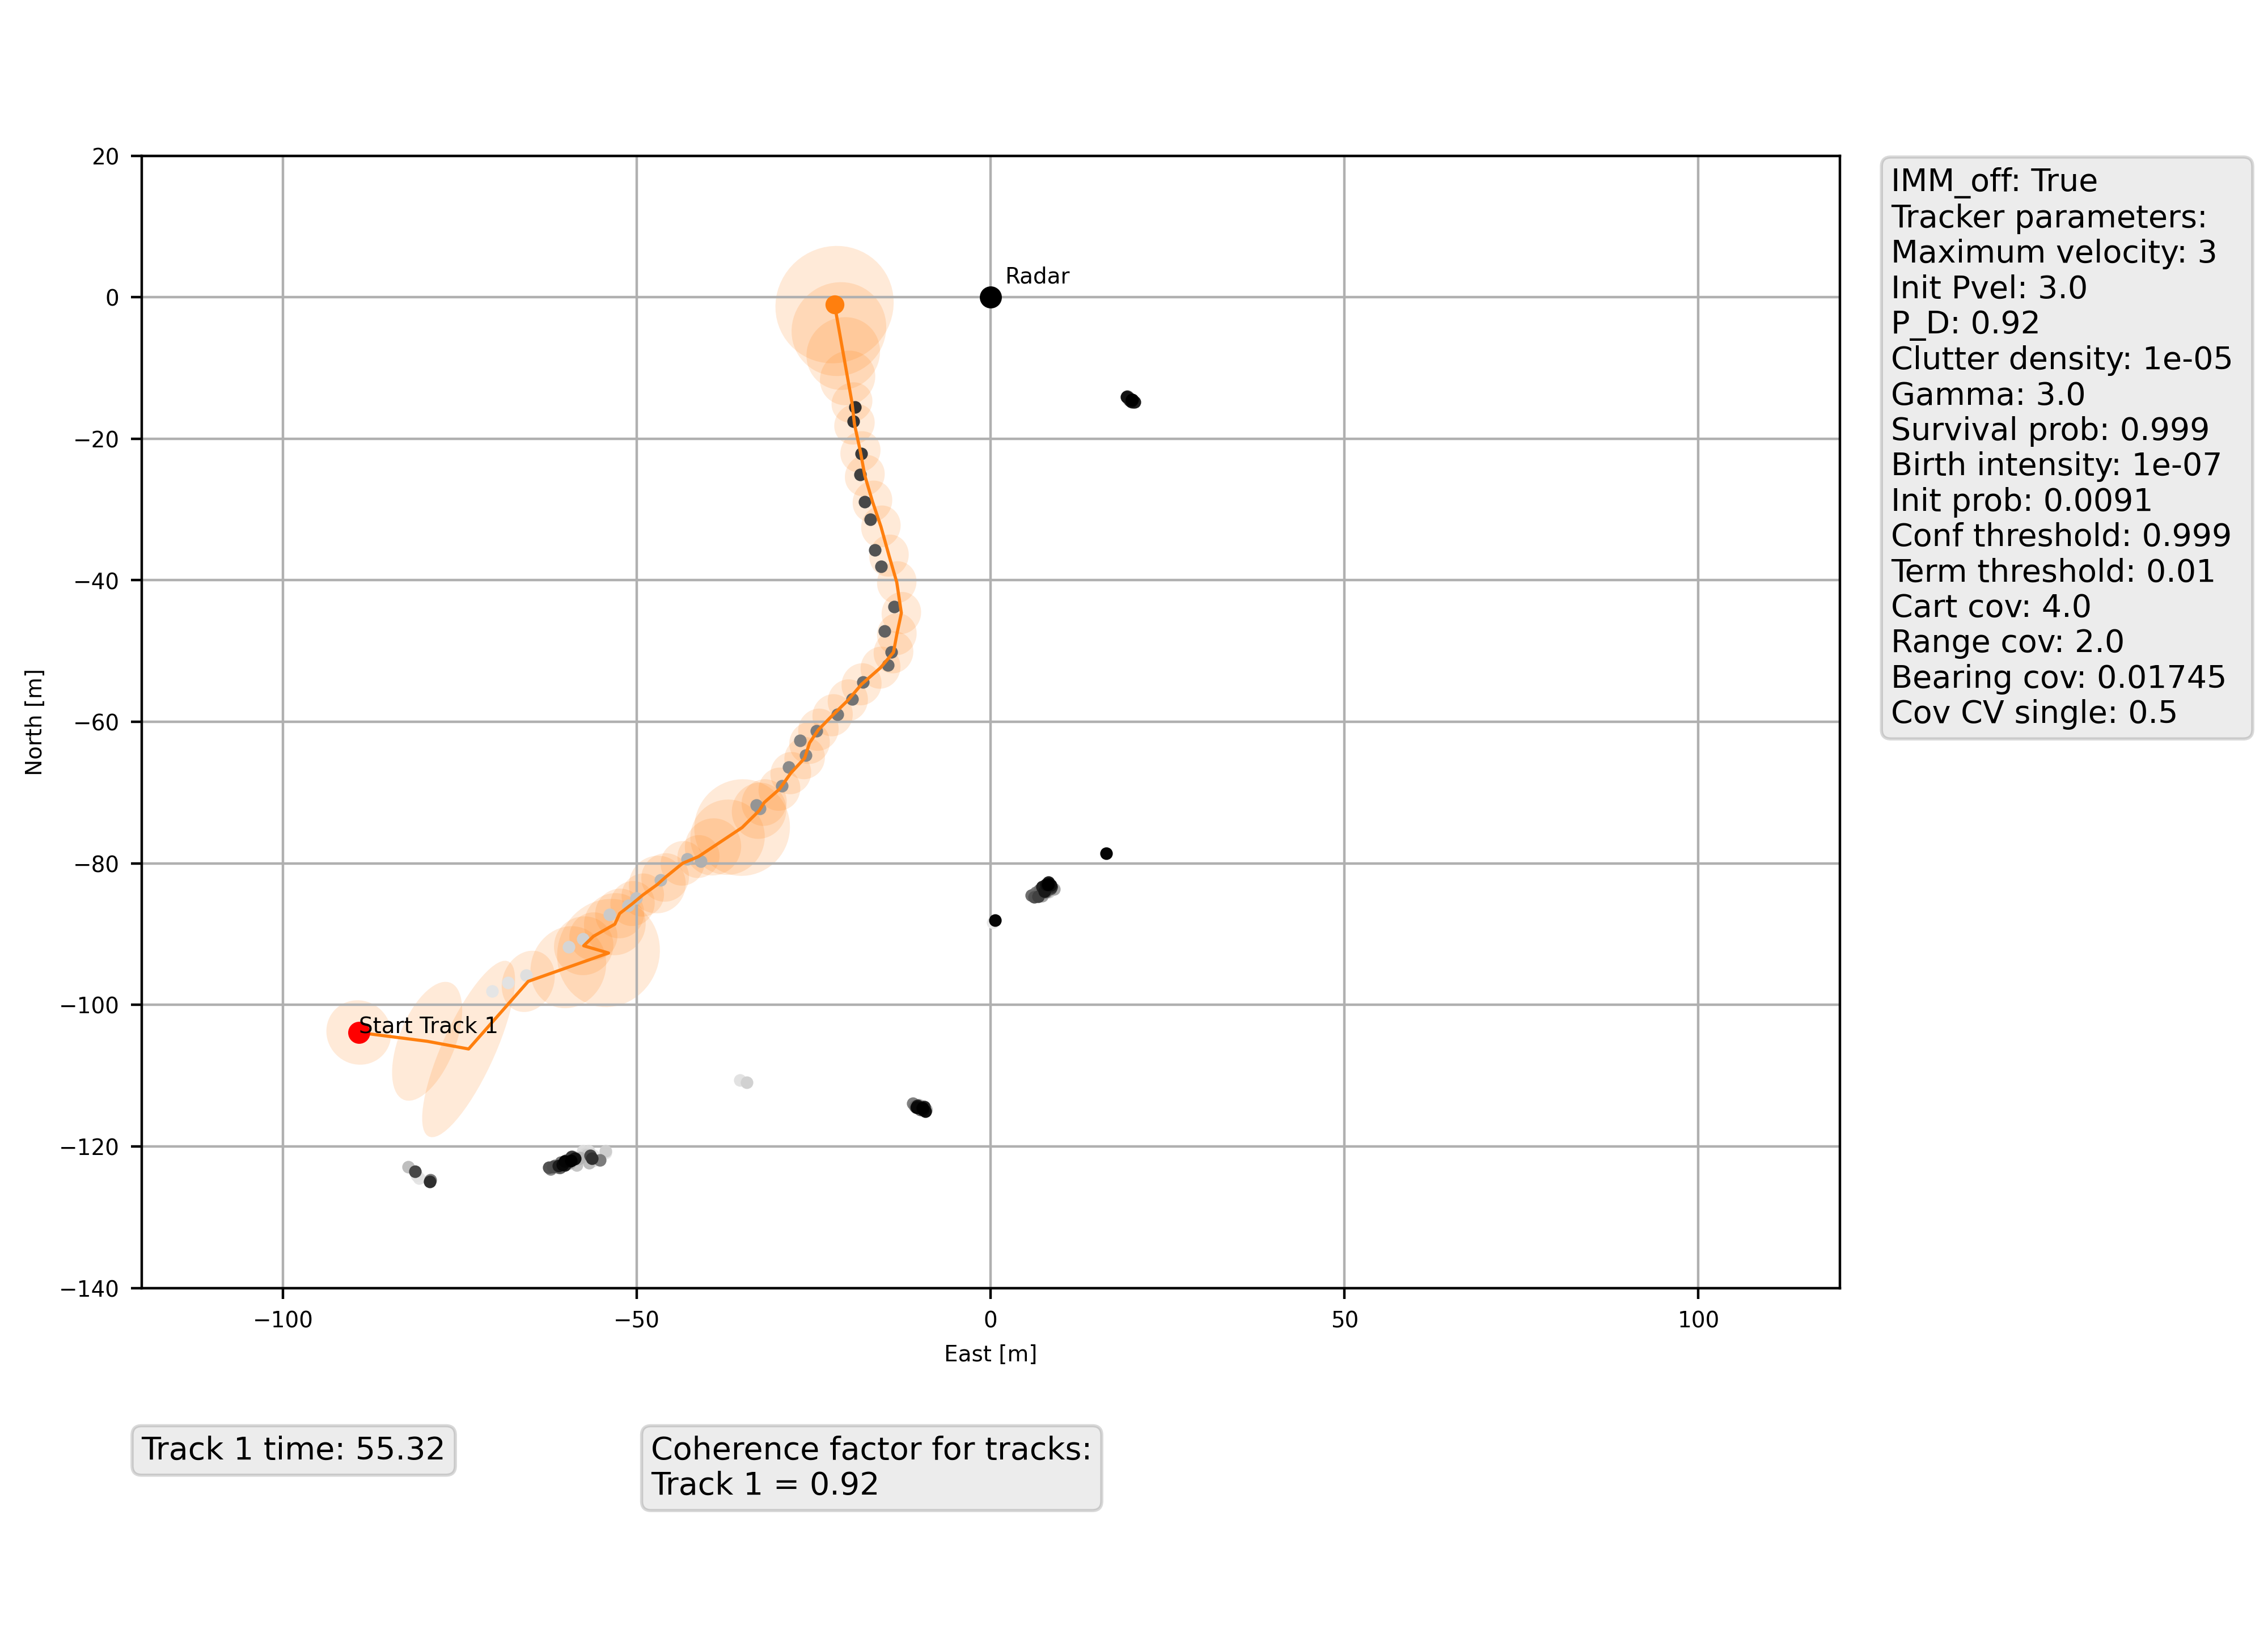 20
0
−20
−40
−60
−80
−100
−120
−140
North [m]
−100
−50
0
50
100
East [m]
Radar
Start Track 1
IMM_off: True
Tracker parameters:
Maximum velocity: 3
Init Pvel: 3.0
P_D: 0.92
Clutter density: 1e-05
Gamma: 3.0
Survival prob: 0.999
Birth intensity: 1e-07
Init prob: 0.0091
Conf threshold: 0.999
Term threshold: 0.01
Cart cov: 4.0
Range cov: 2.0
Bearing cov: 0.01745
Cov CV single: 0.5
Track 1 time: 55.32
Coherence factor for tracks:
Track 1 = 0.92